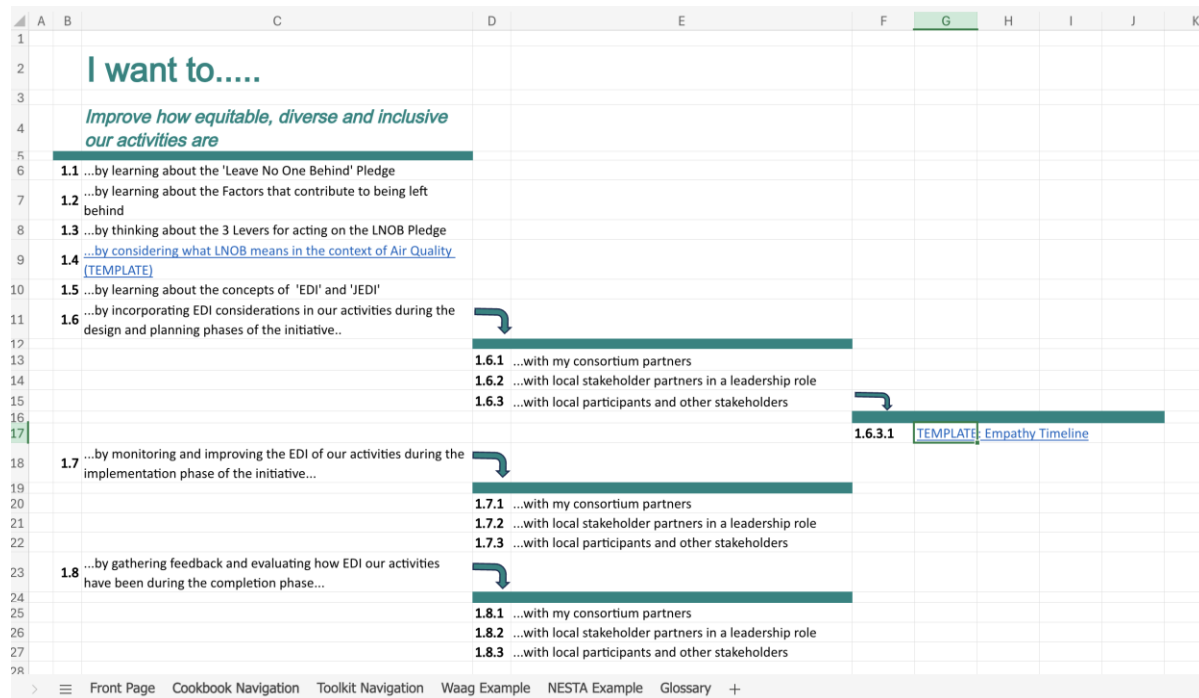 A B C D E F G H I J K
1
2 I want to.....
3
4 Improve how equitable, diverse and inclusive
our activities are
5
6 1.1 ...by learning about the 'Leave No One Behind' Pledge
7 1.2 ...by learning about the Factors that contribute to being left
behind
8 1.3 ...by thinking about the 3 Levers for acting on the LNOB Pledge
9 1.4 ...by considering what LNOB means in the context of Air Quality
(TEMPLATE)
10 1.5 ...by learning about the concepts of 'EDI' and 'JEDI'
11 1.6 ...by incorporating EDI considerations in our activities during the
design and planning phases of the initiative..
12
13 1.6.1 ...with my consortium partners
14 1.6.2 ...with local stakeholder partners in a leadership role
15 1.6.3 ...with local participants and other stakeholders
16
17 1.6.3.1 TEMPLATE: Empathy Timeline
18 1.7 ...by monitoring and improving the EDI of our activities during the
implementation phase of the initiative...
19
20 1.7.1 ...with my consortium partners
21 1.7.2 ...with local stakeholder partners in a leadership role
22 1.7.3 ...with local participants and other stakeholders
23 1.8 ...by gathering feedback and evaluating how EDI our activities
have been during the completion phase...
24
25 1.8.1 ...with my consortium partners
26 1.8.2 ...with local stakeholder partners in a leadership role
27 1.8.3 ...with local participants and other stakeholders
28
Front Page Cookbook Navigation Toolkit Navigation Waag Example NESTA Example Glossary +